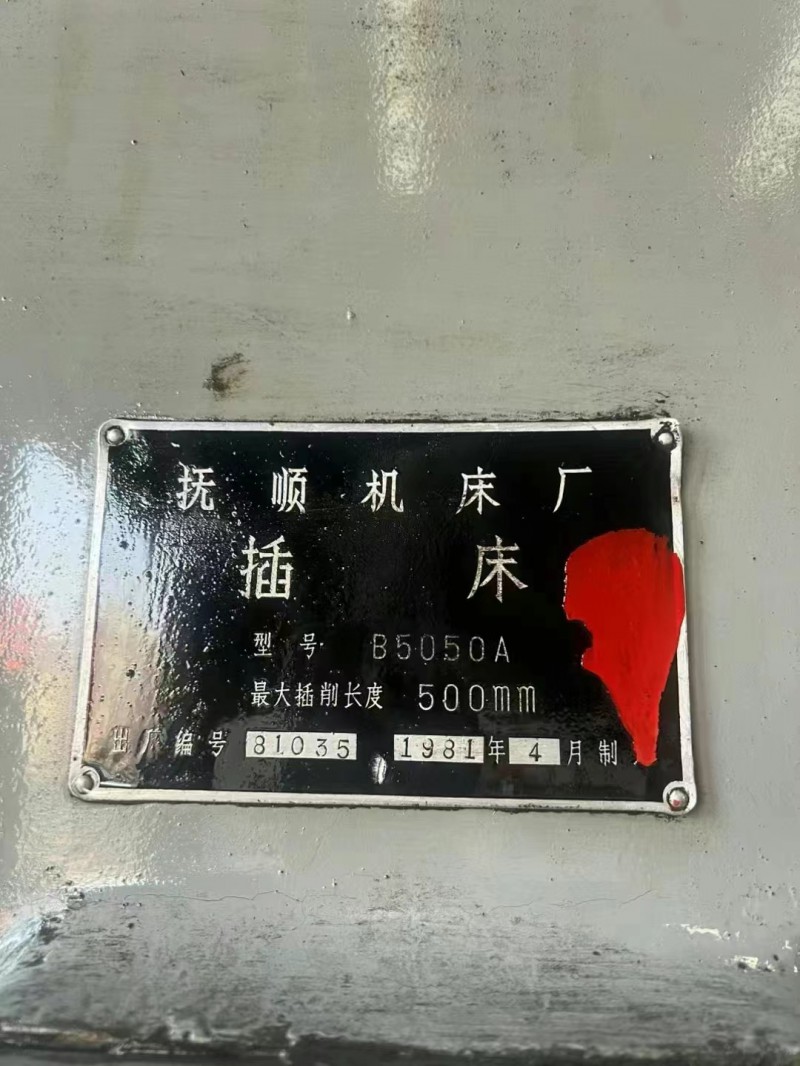 抚顺机床厂
插床
型号 B5050A
最大插削长度 500mm
出厂编号 81035 1981年4月制